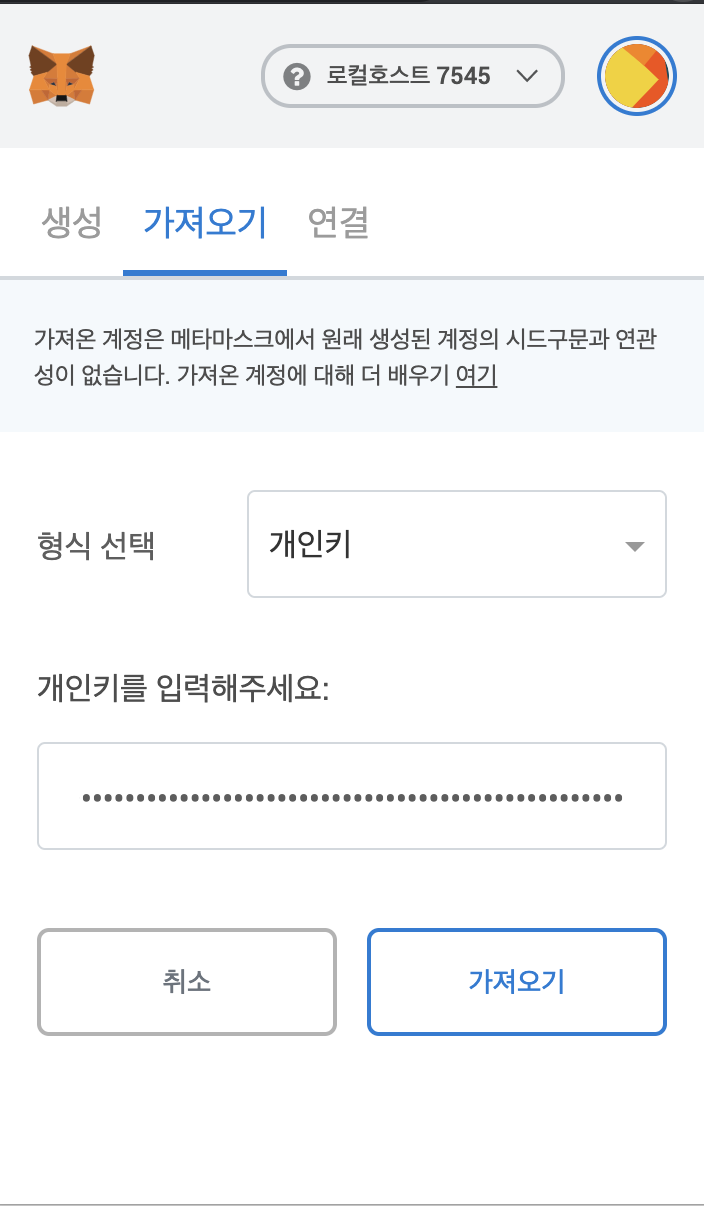 로컬호스트 7545
생성 가져오기 연결
가져온 계정은 메타마스크에서 원래 생성된 계정의 시드구문과 연관
성이 없습니다. 가져온 계정에 대해 더 배우기 여기
형식 선택 개인키
개인키를 입력해주세요:
취소 가져오기